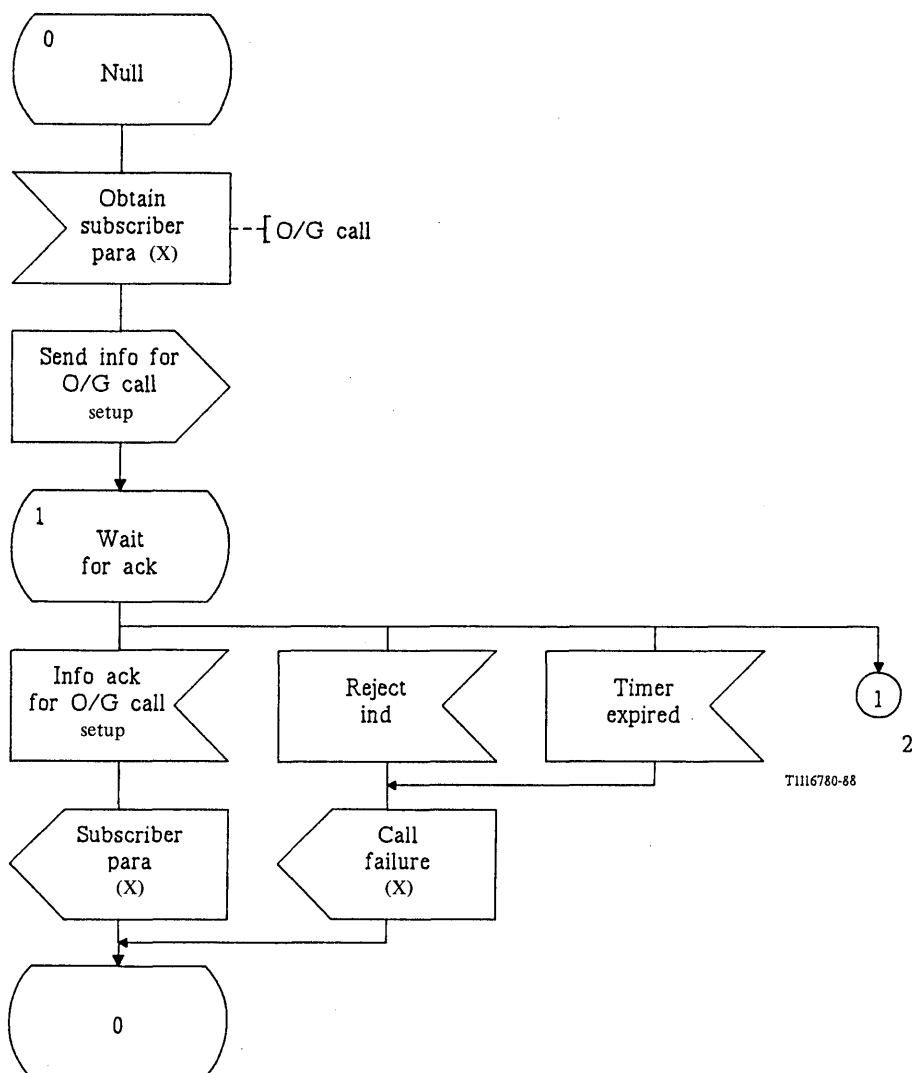 0
Null
Obtain
subscriber
para (X)
O/G call
Send info for
O/G call
setup
1
Wait
for ack
Info ack
for O/G call
setup
Reject
ind
Timer
expired
1
2
T1116780-88
Subscriber
para
(X)
Call
failure
(X)
0